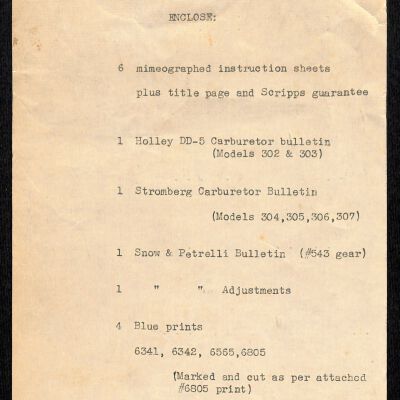 ENCLOSE:
6 mimeographed instruction sheets
plus title page and Scripps guarantee
1 Holley DD-5 Carburetor bulletin
(Models 302 & 303)
1 Stromberg Carburetor Bulletin
(Models 304,305,306,307)
1 Snow & Petrelli Bulletin (#543 gear)
1 " " Adjustments
4 Blue prints
6341, 6342, 6565,6805
(Marked and cut as per attached
#6805 print)